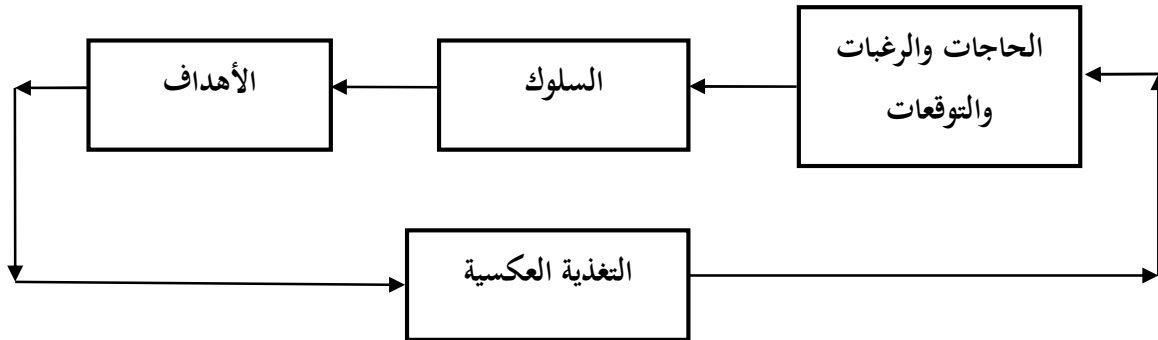 الحاجات والرغبات
والتوقعات
السلوك
الأهداف
التغذية العكسية